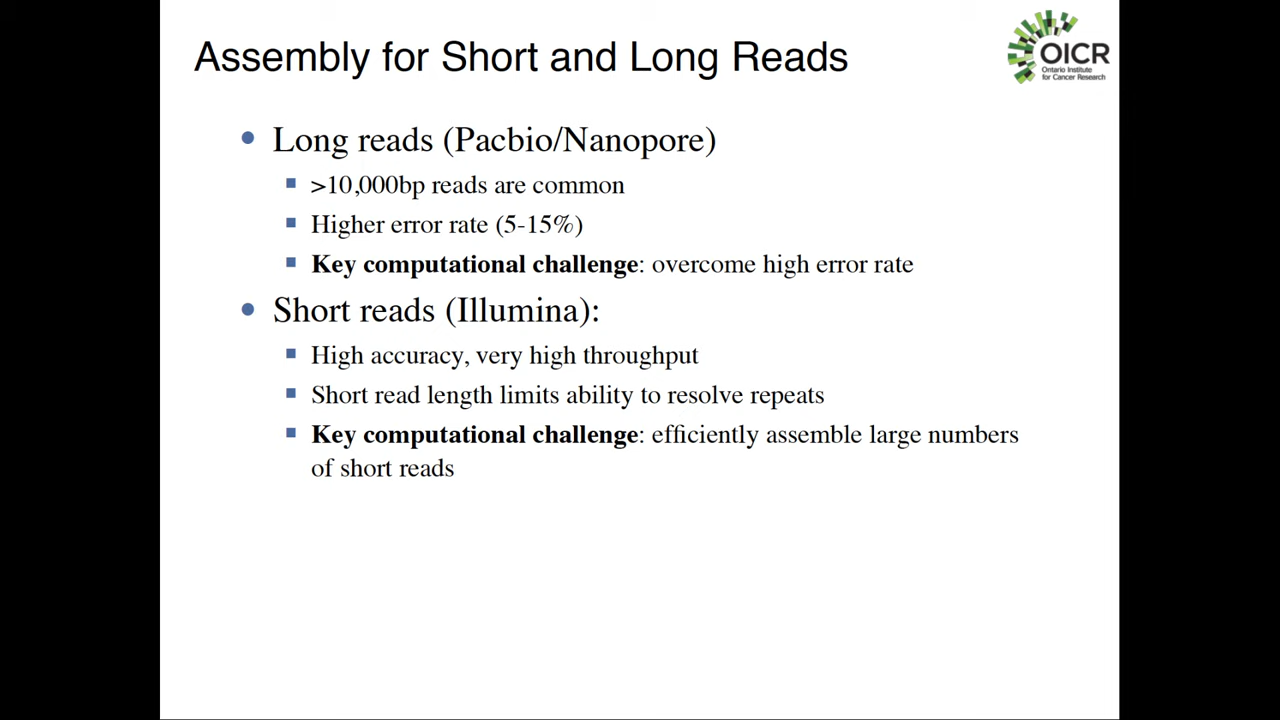 Assembly for Short and Long Reads
OICR
Ontario Institute
for Cancer Research
• Long reads (Pacbio/Nanopore)
▪ >10,000bp reads are common
▪ Higher error rate (5-15%)
▪ Key computational challenge: overcome high error rate
• Short reads (Illumina):
▪ High accuracy, very high throughput
▪ Short read length limits ability to resolve repeats
▪ Key computational challenge: efficiently assemble large numbers
of short reads